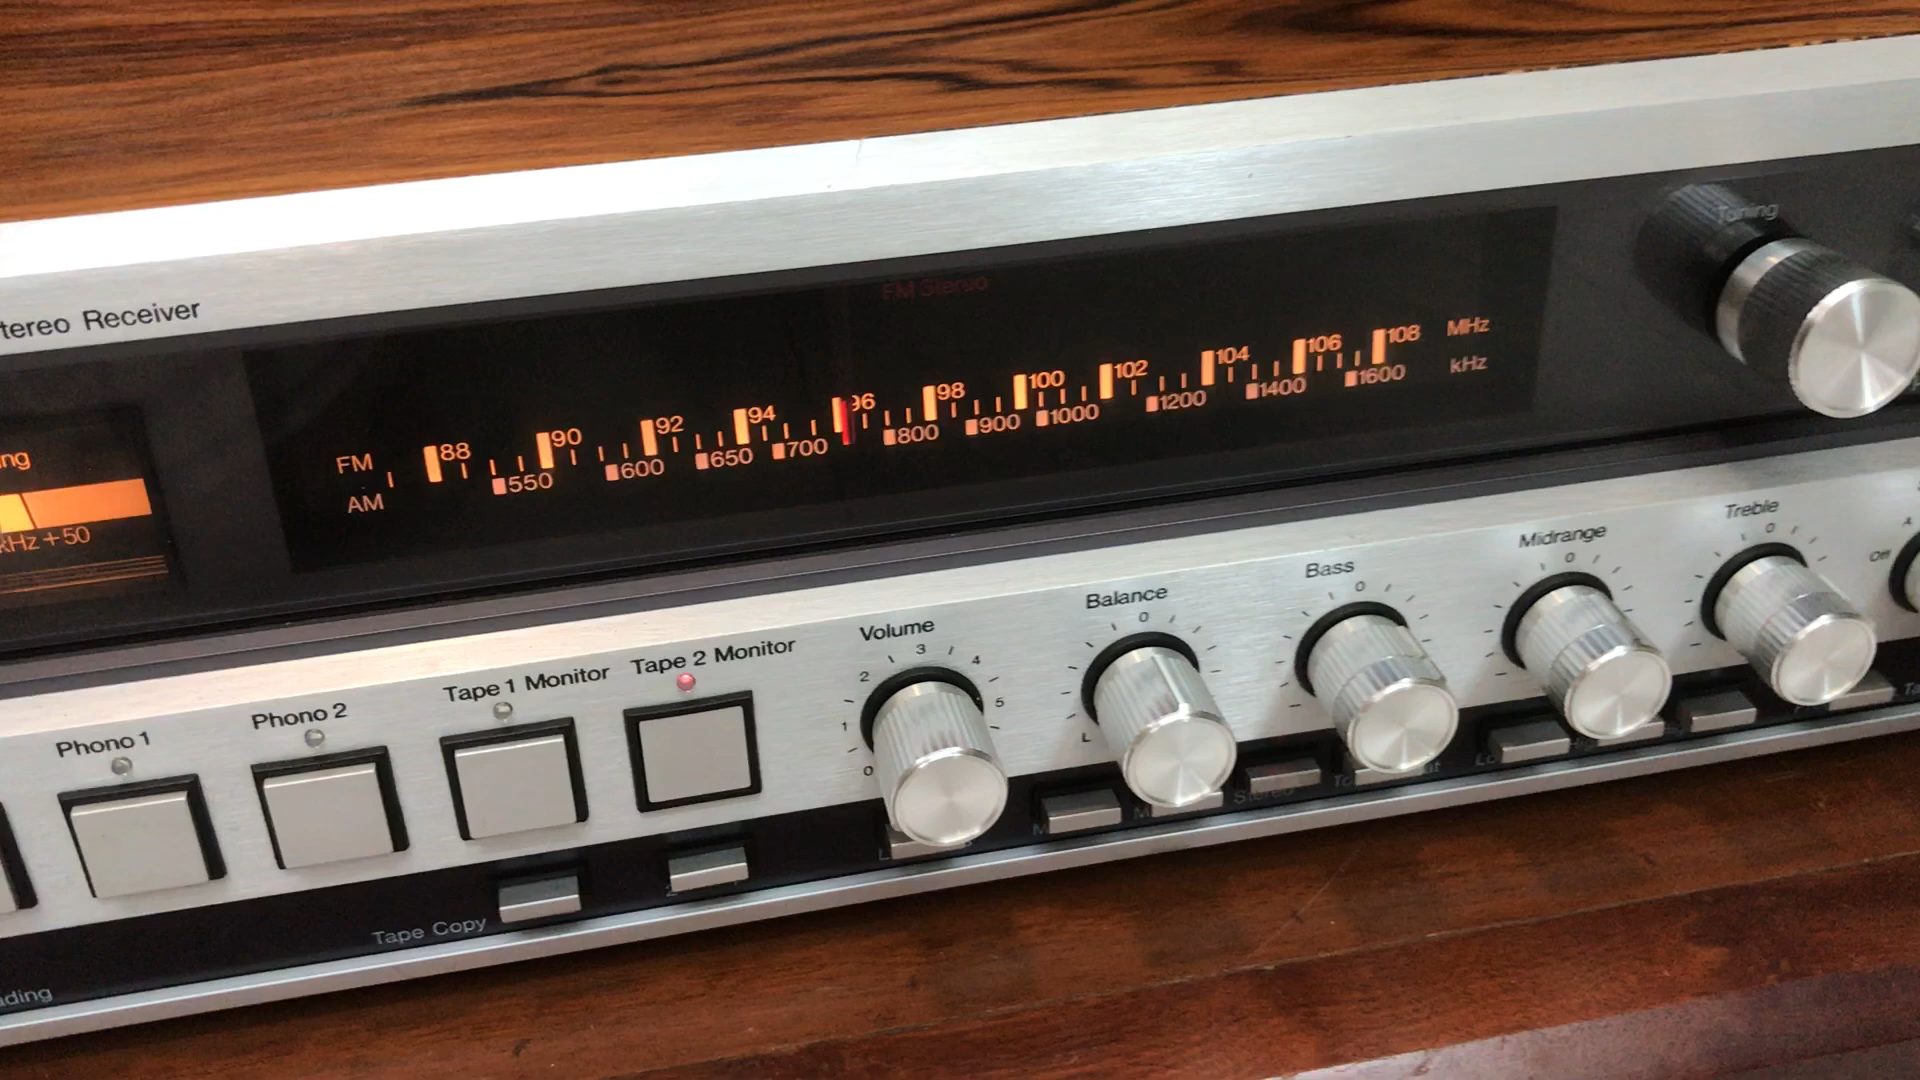 tereo Receiver
Tuning
FM Stereo
FM 88 90 92 94 96 98 100 102 104 106 108 MHz
AM 550 600 650 700 800 900 1000 1200 1400 1600 kHz
ng
kHz +50
Phono 1
Phono 2
Tape 1 Monitor
Tape 2 Monitor
Volume
0 1 2 3 4 5
Balance
L 0
Bass
0
Midrange
0
Treble
0
Off A
Tape Copy
Stereo
ding